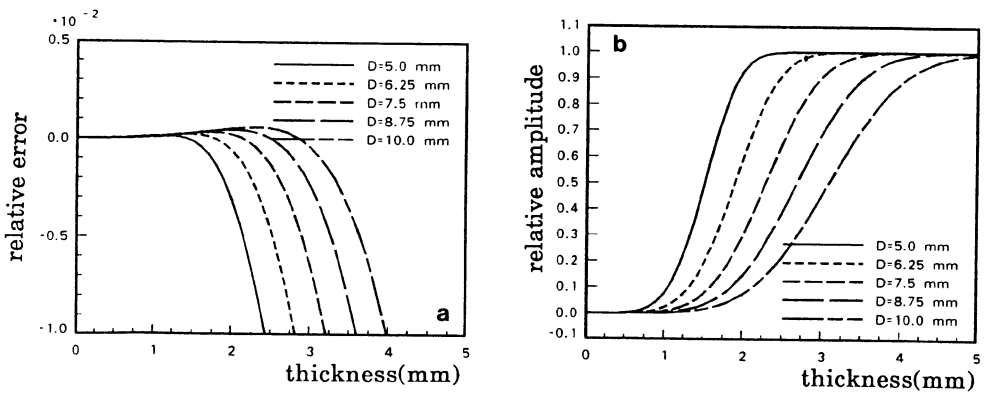 ·10 -2
0.5
0.0
-0.5
-1.0
relative error
D=5.0 mm
D=6.25 mm
D=7.5 rnm
D=8.75 mm
D=10.0 mm
a
0 1 2 3 4 5
thickness(mm)
b
1.1
1.0
0.9
0.8
0.7
0.6
0.5
0.4
0.3
0.2
0.1
0.0
-0.1
relative amplitude
D=5.0 mm
D=6.25 mm
D=7.5 mm
D=8.75 mm
D=10.0 mm
0 1 2 3 4 5
thickness(mm)